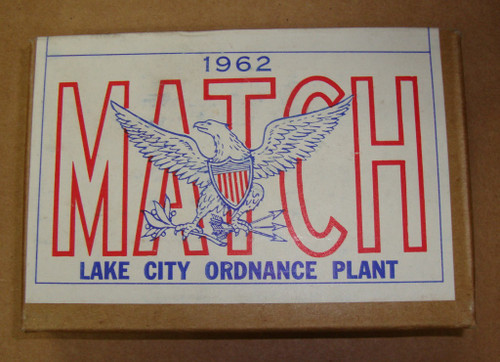 1962
MATCH
LAKE CITY ORDNANCE PLANT